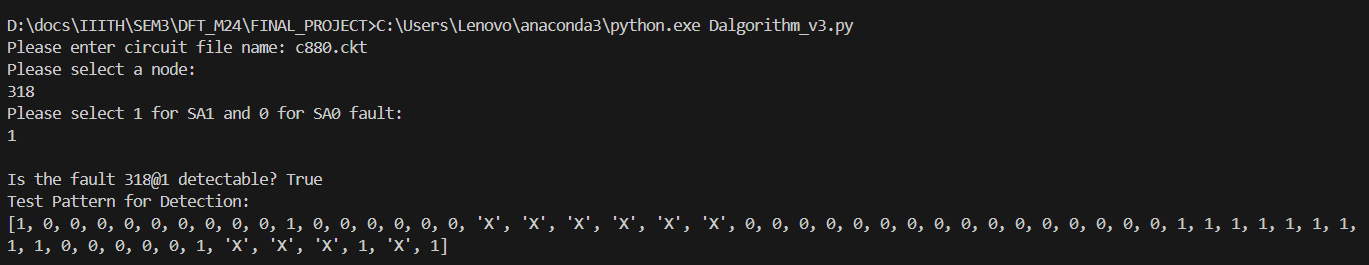 D:\docs\IIITH\SEM3\DFT_M24\FINAL_PROJECT>C:\Users\Lenovo\anaconda3\python.exe Dalgorithm_v3.py
Please enter circuit file name: c880.ckt
Please select a node:
318
Please select 1 for SA1 and 0 for SA0 fault:
1
Is the fault 318@1 detectable? True
Test Pattern for Detection:
[1, 0, 0, 0, 0, 0, 0, 0, 0, 0, 1, 0, 0, 0, 0, 0, 0, 'X', 'X', 'X', 'X', 'X', 'X', 0, 0, 0, 0, 0, 0, 0, 0, 0, 0, 0, 0, 0, 0, 0, 0, 1, 1, 1, 1, 1, 1, 1,
1, 1, 0, 0, 0, 0, 0, 1, 'X', 'X', 'X', 1, 'X', 1]